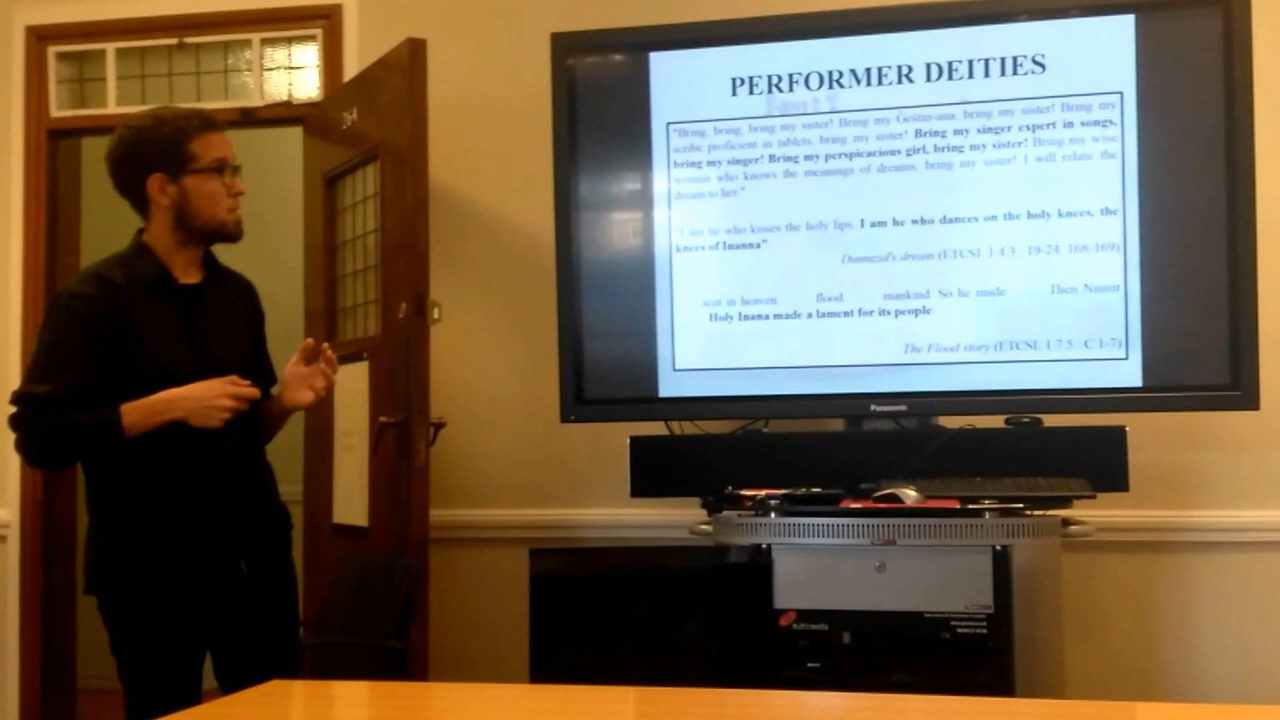 PERFORMER DEITIES
"Bring, bring, bring my sister! Bring my Geštin-ana, bring my sister! Bring my
scribe proficient in tablets, bring my sister! Bring my singer expert in songs,
bring my singer! Bring my perspicacious girl, bring my sister! Bring my wise
woman who knows the meanings of dreams, bring my sister! I will relate the
dream to her."
"I am he who kisses the holy lips, I am he who dances on the holy knees, the
knees of Inanna"
Dumuzid's dream (ETCSL 1.4.3 19-24. 168-169)
seat in heaven flood mankind So he made Then Nintur
Holy Inana made a lament for its people
The Flood story (ETCSL 1.7.5 C 1-7)
Panasonic